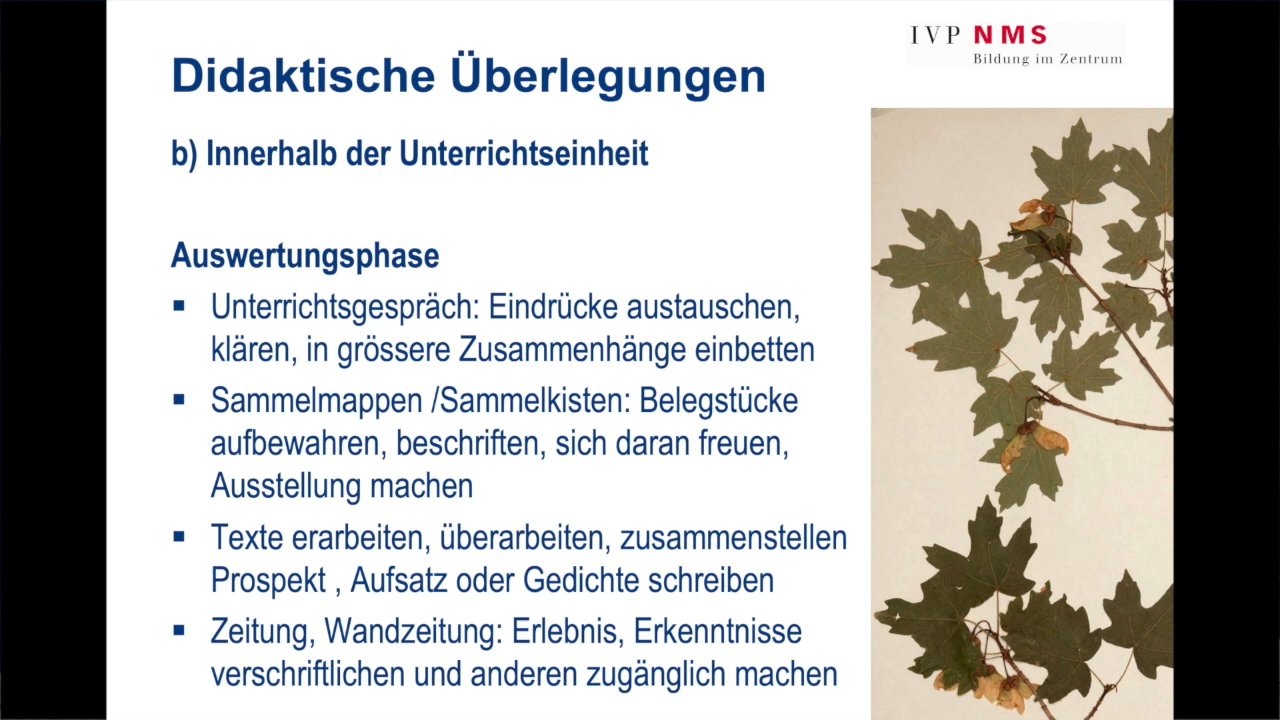 IVP NMS
Bildung im Zentrum
Didaktische Überlegungen
b) Innerhalb der Unterrichtseinheit
Auswertungsphase
▪ Unterrichtsgespräch: Eindrücke austauschen,
klären, in grössere Zusammenhänge einbetten
▪ Sammelmappen /Sammelkisten: Belegstücke
aufbewahren, beschriften, sich daran freuen,
Ausstellung machen
▪ Texte erarbeiten, überarbeiten, zusammenstellen
Prospekt , Aufsatz oder Gedichte schreiben
▪ Zeitung, Wandzeitung: Erlebnis, Erkenntnisse
verschriftlichen und anderen zugänglich machen